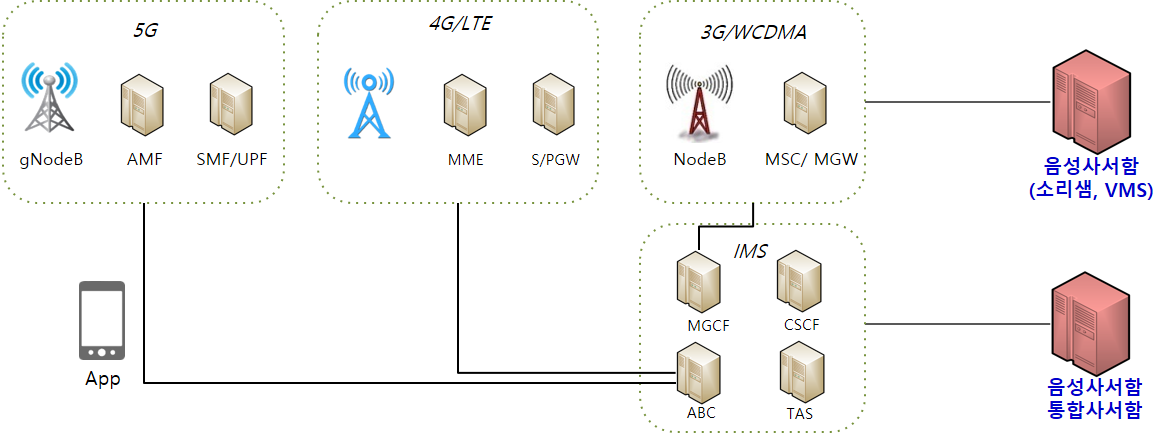 5G
4G/LTE
3G/WCDMA
gNodeB
AMF
SMF/UPF
MME
S/PGW
NodeB
MSC/ MGW
음성사서함
(소리샘, VMS)
IMS
MGCF
CSCF
App
ABC
TAS
음성사서함
통합사서함